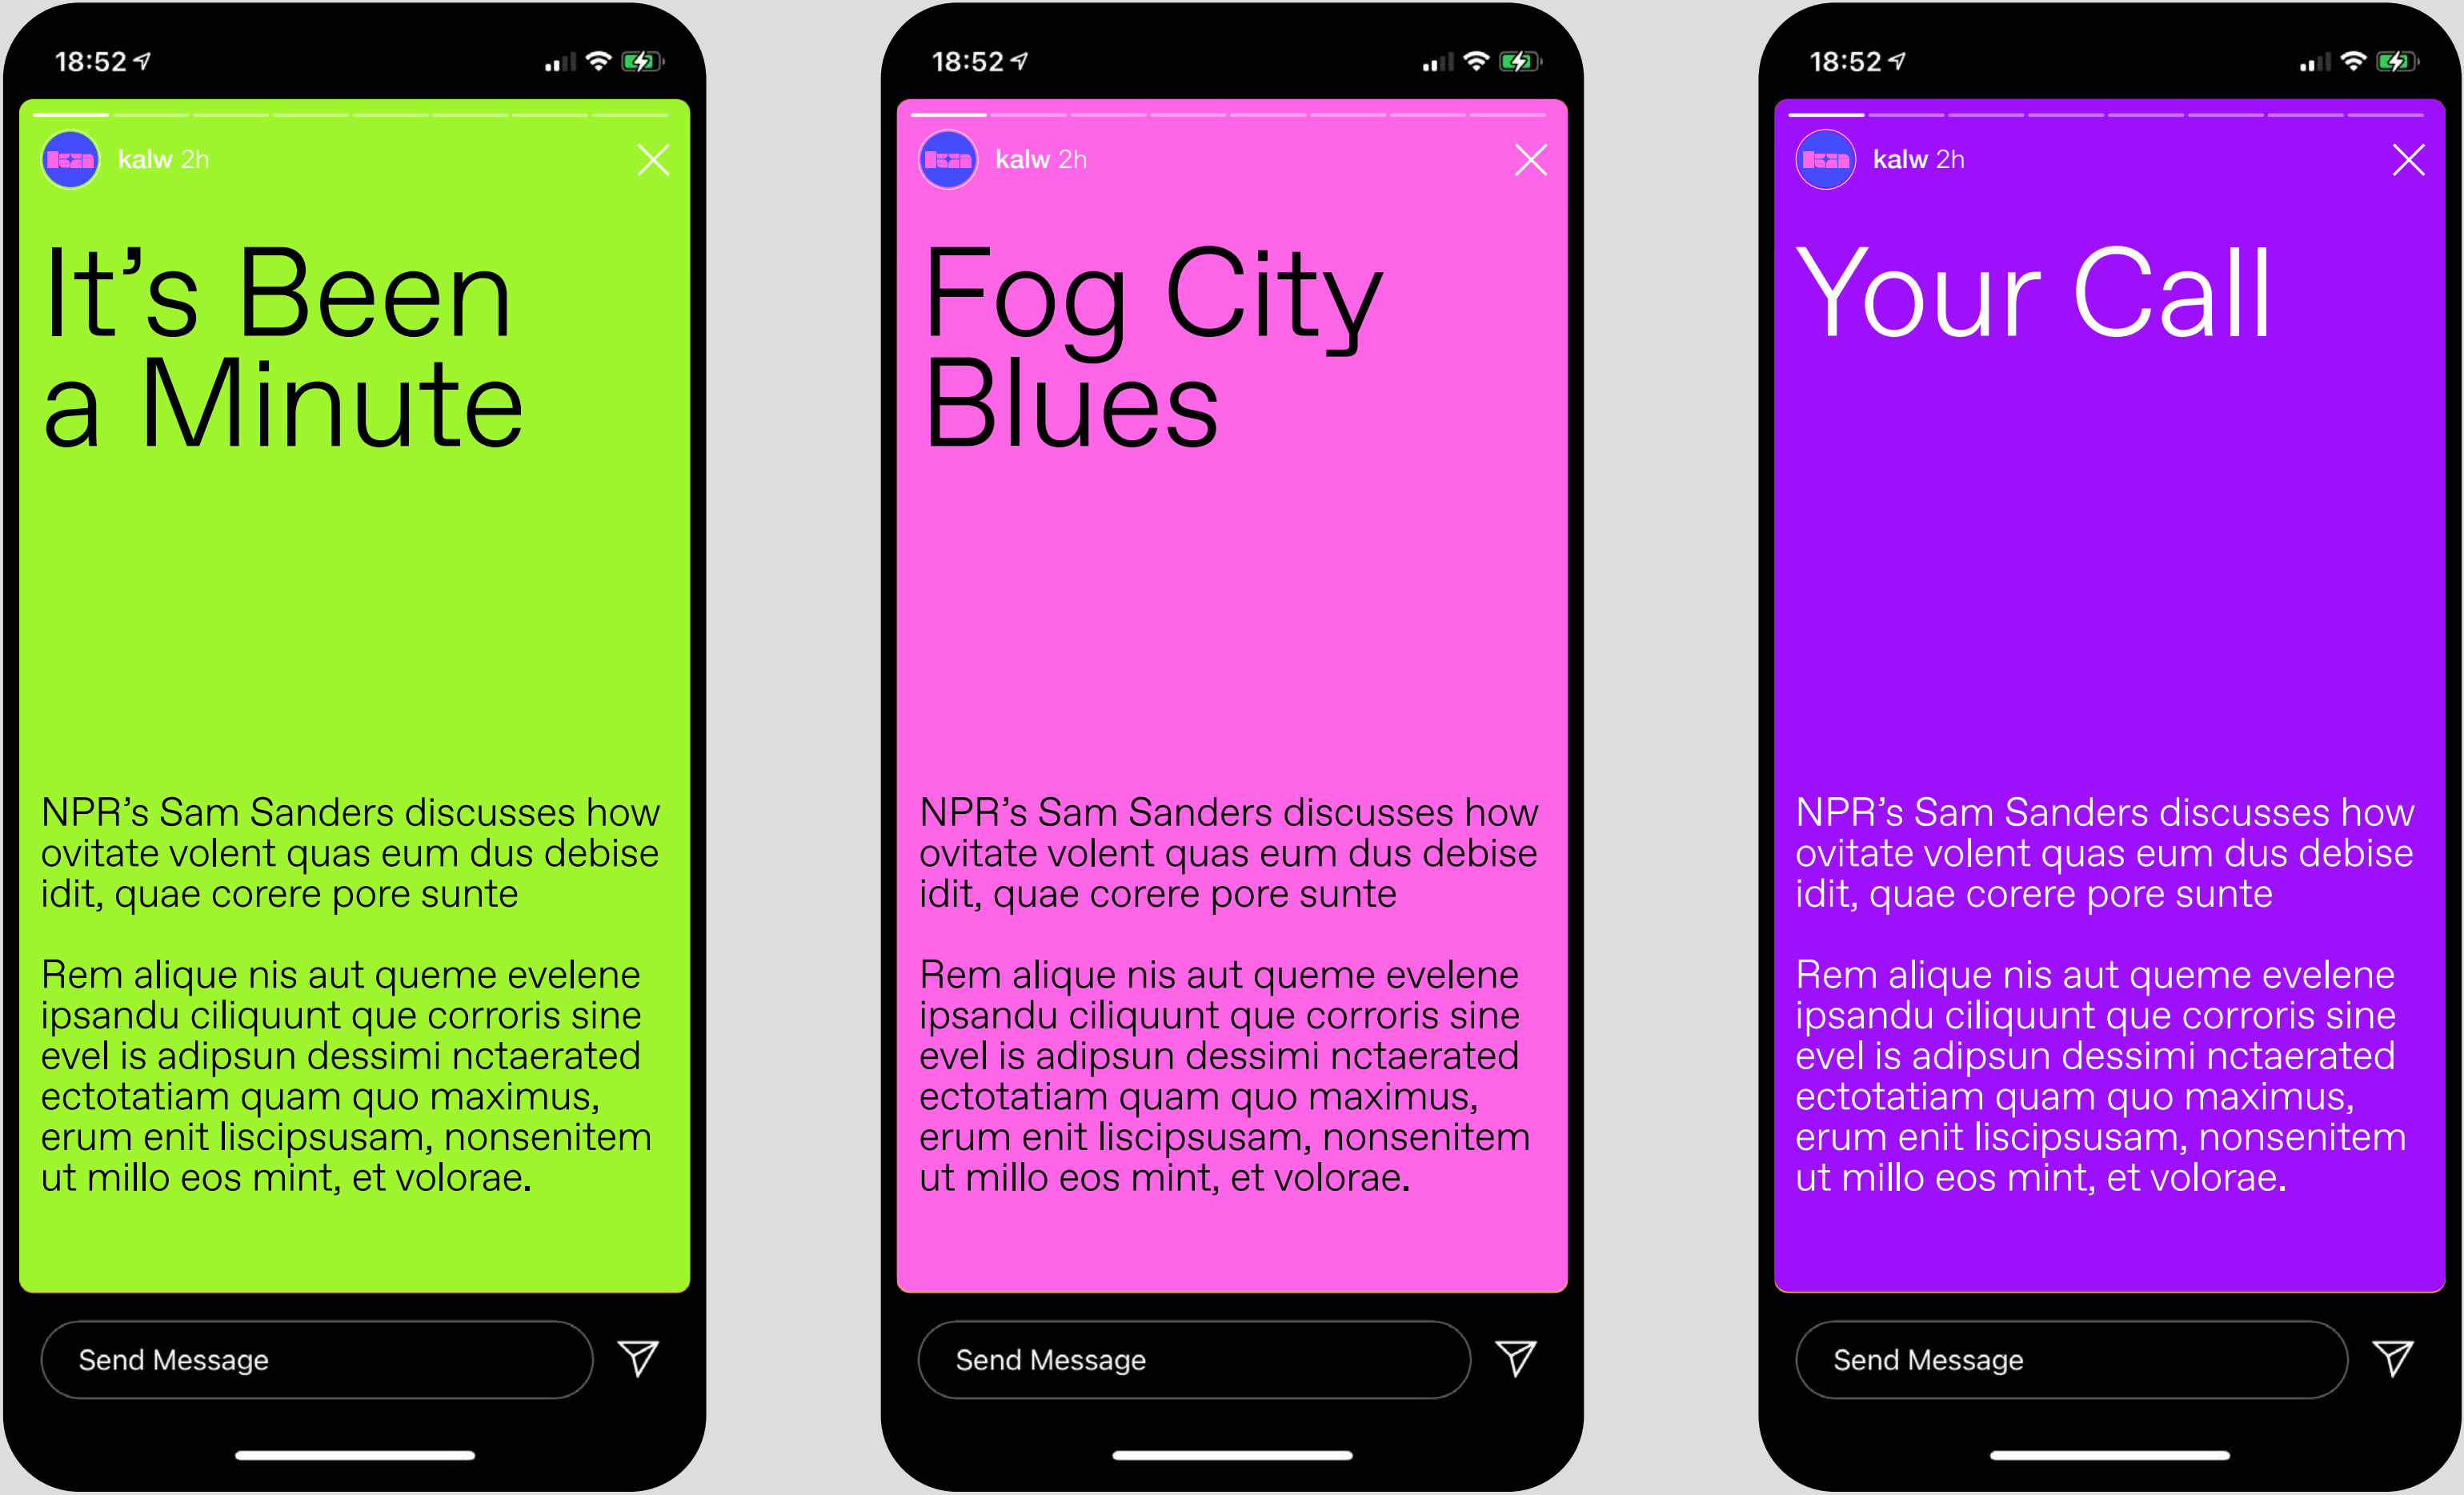 18:52
kalw 2h
It’s Been
a Minute
NPR’s Sam Sanders discusses how
ovitate volent quas eum dus debise
idit, quae corere pore sunte
Rem alique nis aut queme evelene
ipsandu ciliquunt que corroris sine
evel is adipsun dessimi nctaerated
ectotatiam quam quo maximus,
erum enit liscipsusam, nonsenitem
ut millo eos mint, et volorae.
Send Message
18:52
kalw 2h
Fog City
Blues
NPR’s Sam Sanders discusses how
ovitate volent quas eum dus debise
idit, quae corere pore sunte
Rem alique nis aut queme evelene
ipsandu ciliquunt que corroris sine
evel is adipsun dessimi nctaerated
ectotatiam quam quo maximus,
erum enit liscipsusam, nonsenitem
ut millo eos mint, et volorae.
Send Message
18:52
kalw 2h
Your Call
NPR’s Sam Sanders discusses how
ovitate volent quas eum dus debise
idit, quae corere pore sunte
Rem alique nis aut queme evelene
ipsandu ciliquunt que corroris sine
evel is adipsun dessimi nctaerated
ectotatiam quam quo maximus,
erum enit liscipsusam, nonsenitem
ut millo eos mint, et volorae.
Send Message